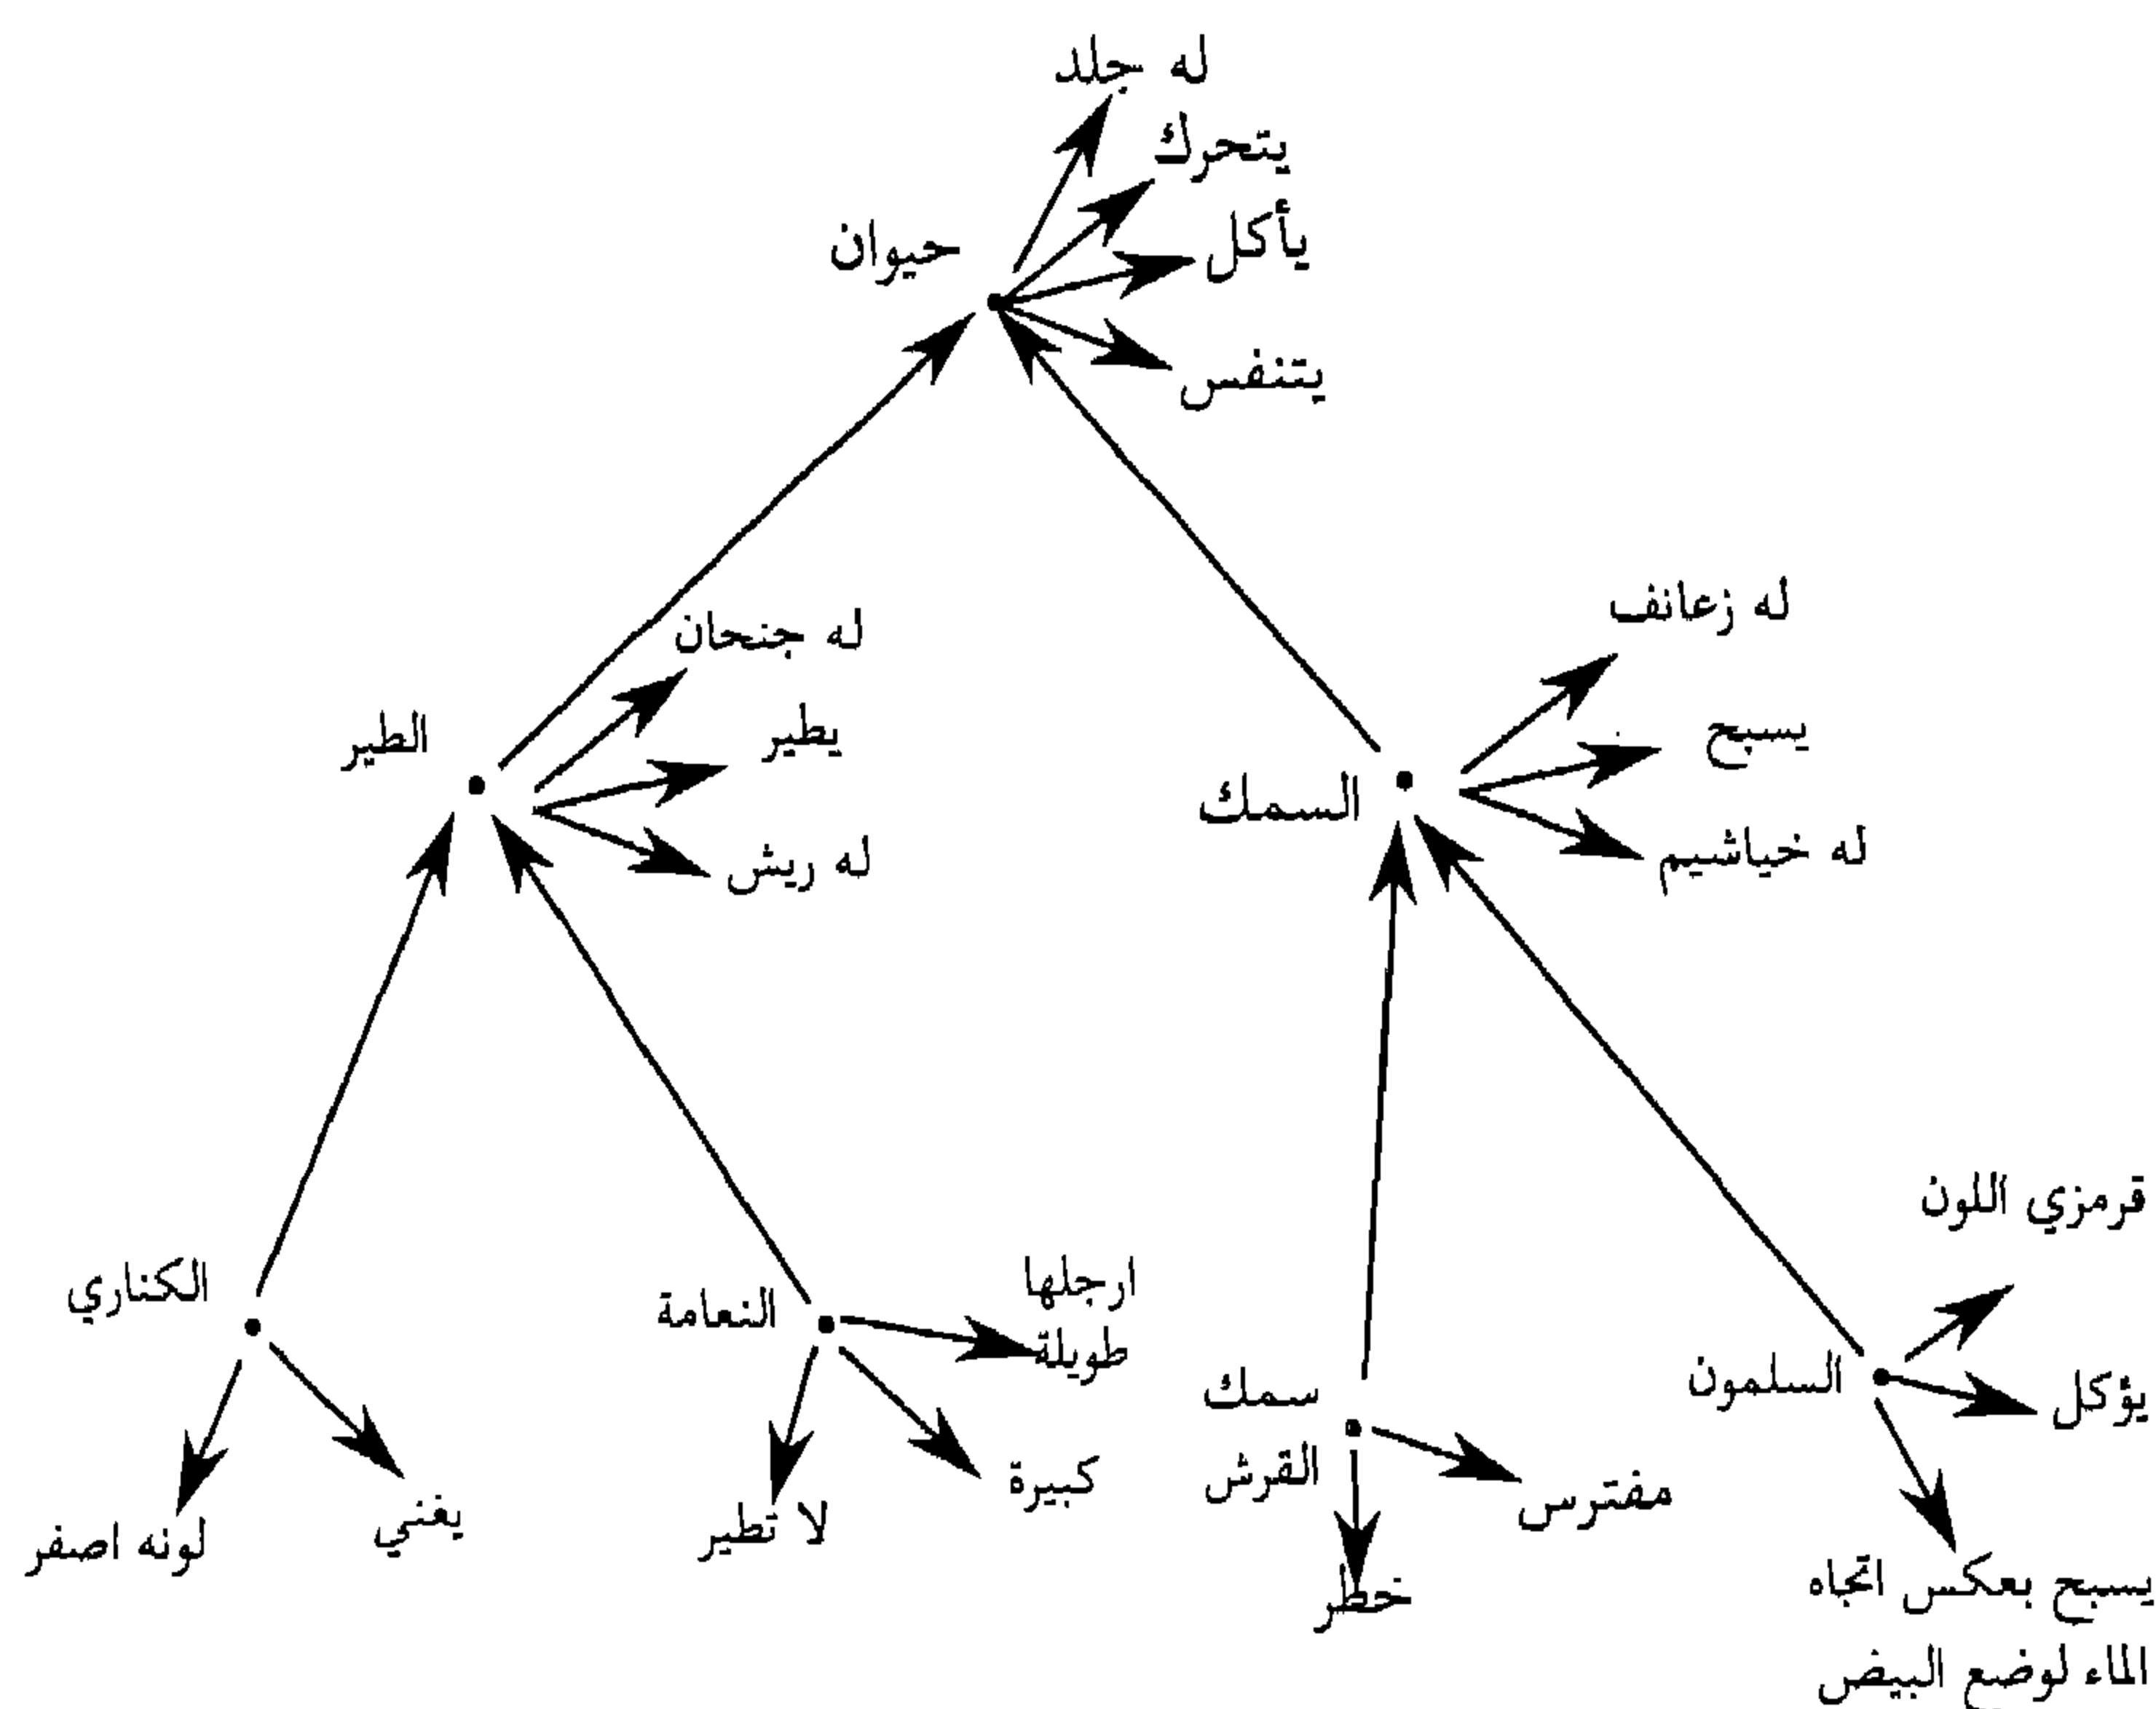 له جلد
يتحرك
يأكل
حيوان
يتنفس
له زعانف
له جنحان
يسبح
يطير
الطير
السمك
له خياشيم
له ريش
قرمزي اللون
ارجلها
طويلة
الكناري
النعامة
السلمون
يؤكل
سمك
القرش
كبيرة
مفترس
يغني
لا تطير
لونه اصفر
خطر
يسبح بعكس اتجاه
الماء لوضع البيض